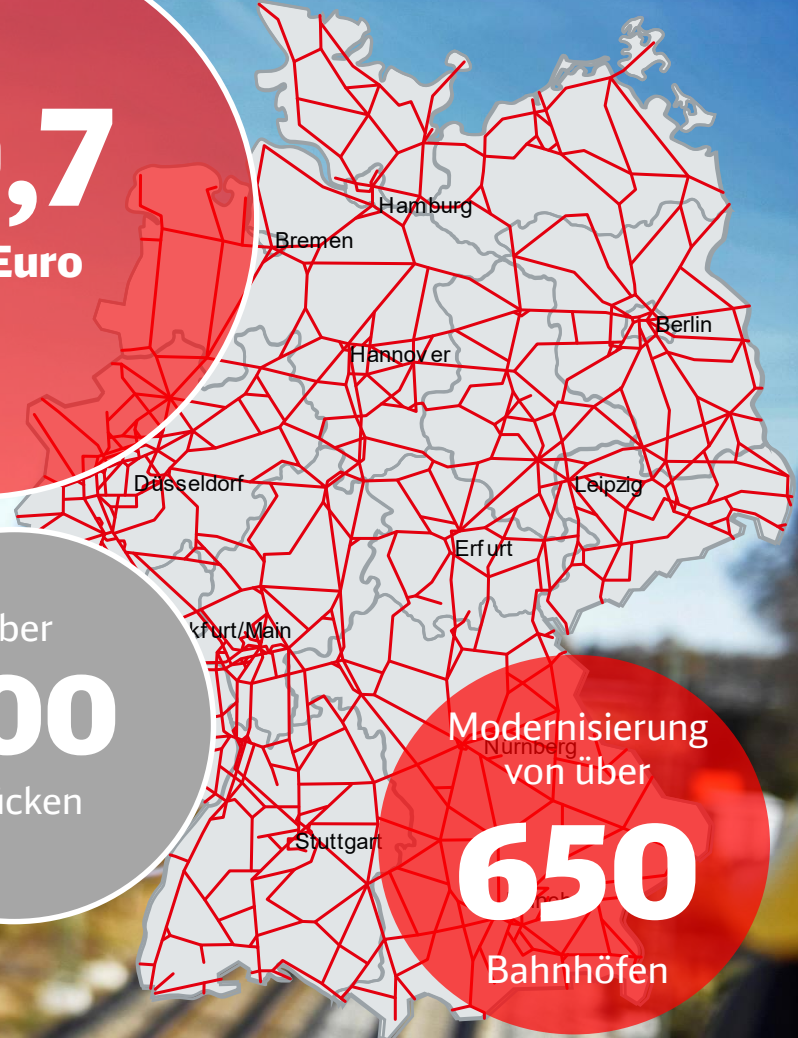 ,7
Euro
Hamburg
Bremen
Berlin
Hannover
Düsseldorf
Leipzig
Erfurt
kfurt/Main
ber
00
ucken
Modernisierung
Nürnberg
von über
Stuttgart
650
Bahnhöfen